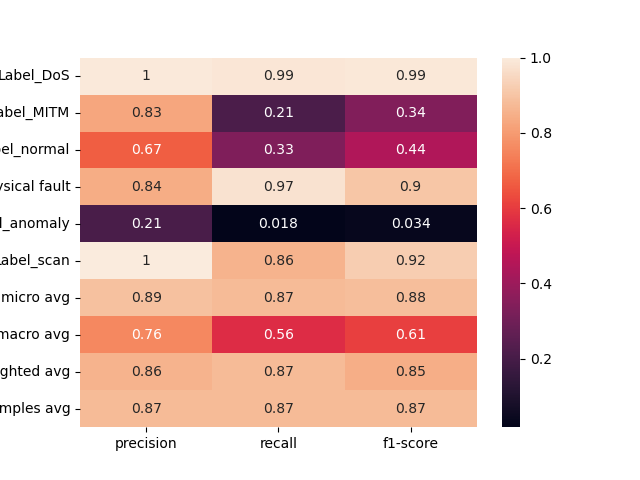 Label_DoS 1 0.99 0.99
abel_MITM 0.83 0.21 0.34
el_normal 0.67 0.33 0.44
ysical fault 0.84 0.97 0.9
l_anomaly 0.21 0.018 0.034
Label_scan 1 0.86 0.92
micro avg 0.89 0.87 0.88
macro avg 0.76 0.56 0.61
ghted avg 0.86 0.87 0.85
mples avg 0.87 0.87 0.87
precision recall f1-score
1.0
0.8
0.6
0.4
0.2